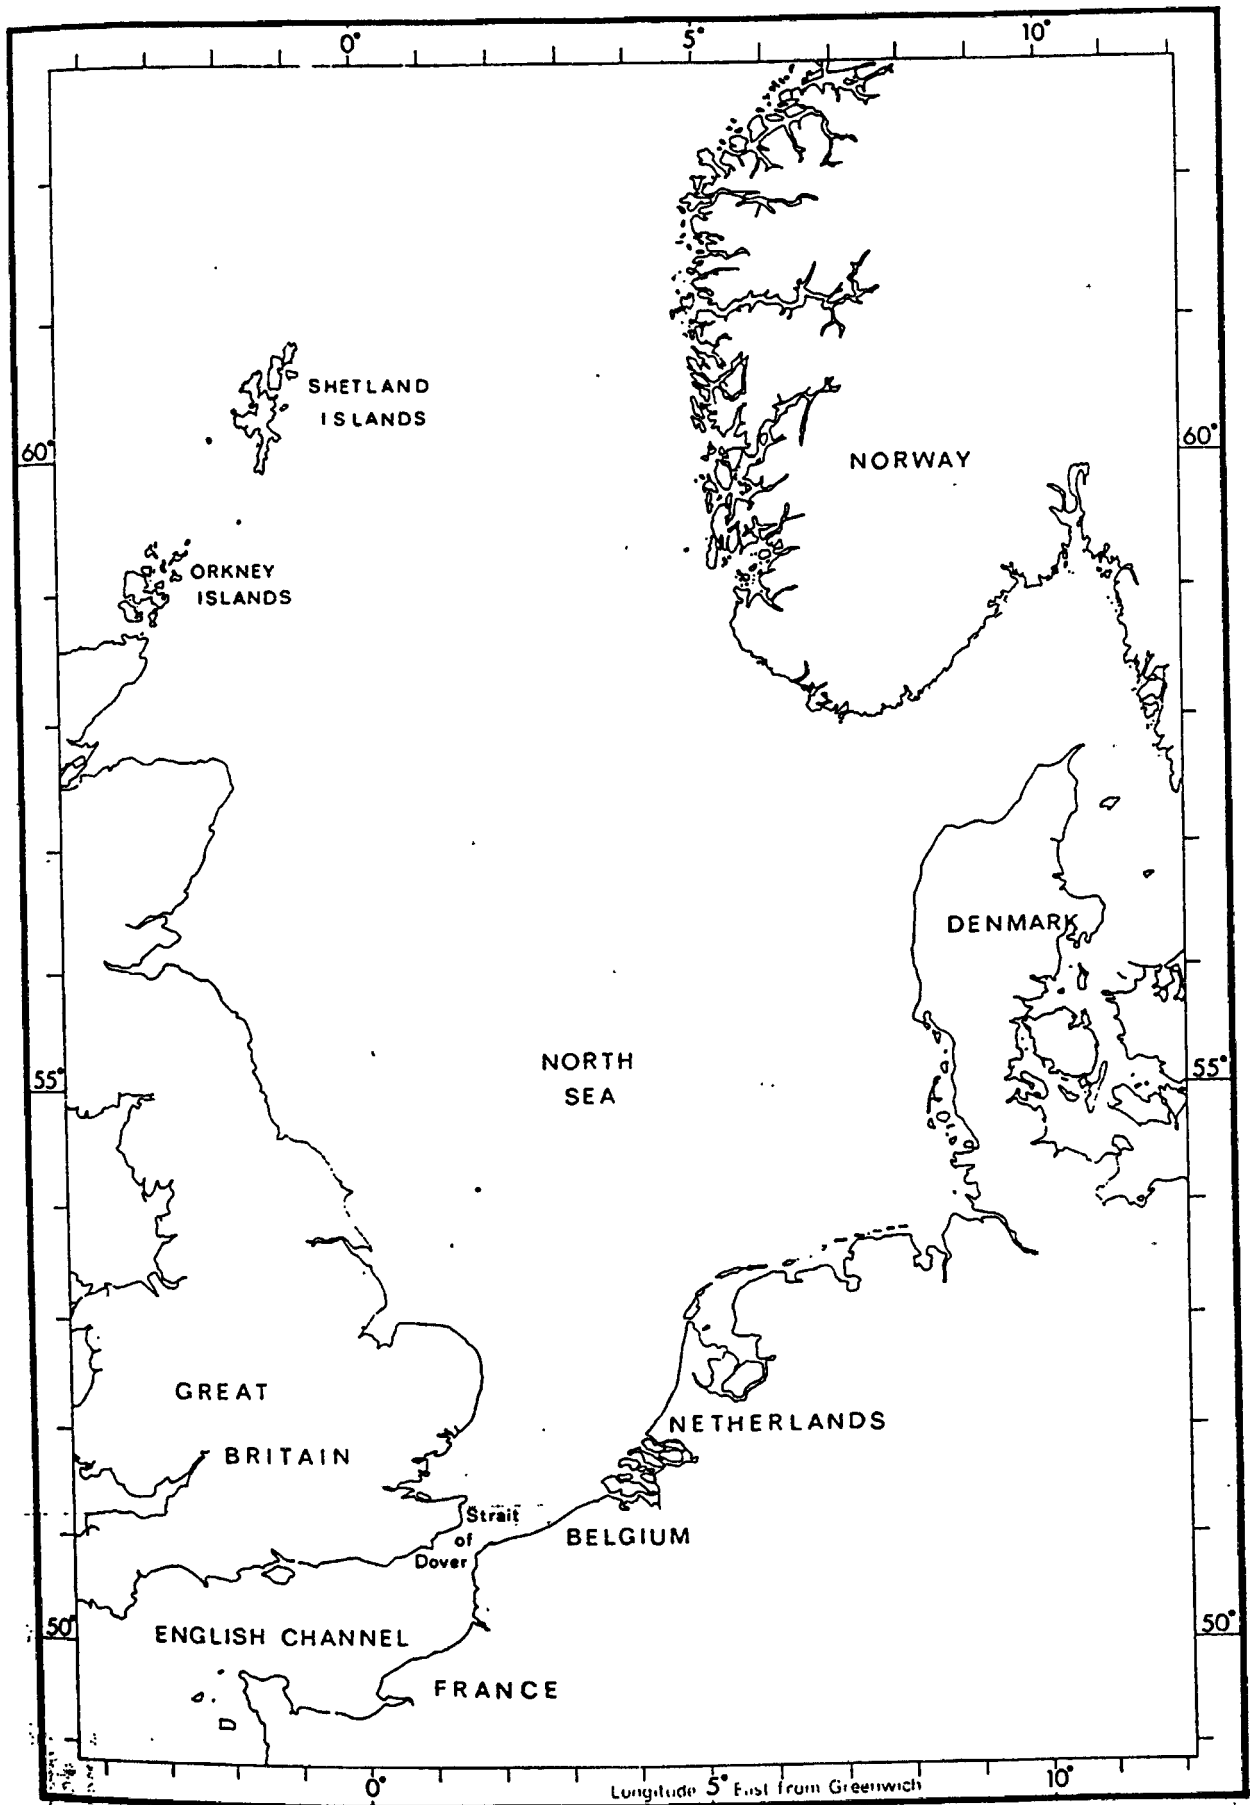 0° 5° 10°
SHETLAND
ISLANDS
60° 60°
NORWAY
ORKNEY
ISLANDS
DENMARK
NORTH
SEA
55° 55°
GREAT
BRITAIN
NETHERLANDS
Strait
of
Dover
BELGIUM
50° 50°
ENGLISH CHANNEL
FRANCE
0° 5° 10°
Longitude East from Greenwich